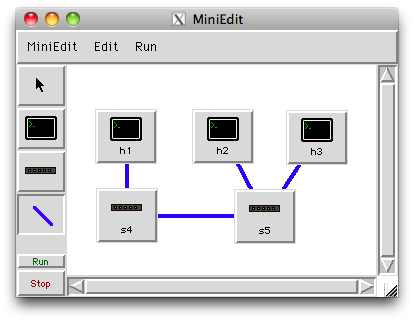 MiniEdit
MiniEdit Edit Run
h1
h2
h3
s4
s5
Run
Stop